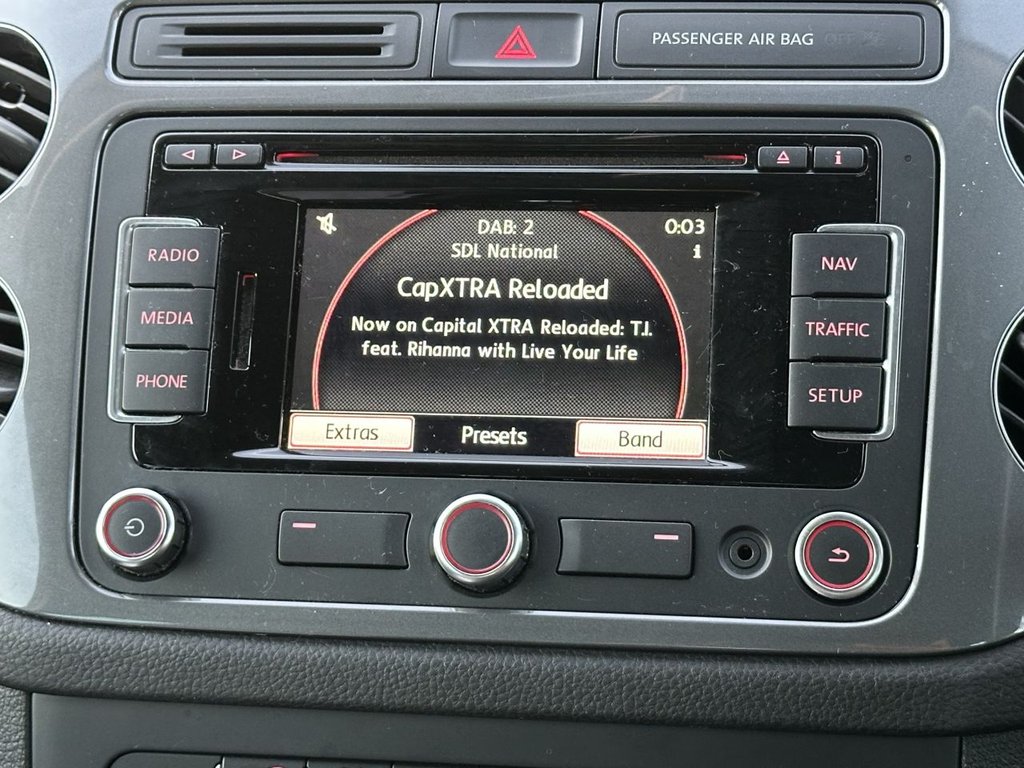 PASSENGER AIR BAG OFF
DAB: 2
0:03
SDL National
i
i
CapXTRA Reloaded
Now on Capital XTRA Reloaded: T.I.
feat. Rihanna with Live Your Life
Extras
Presets
Band
RADIO
MEDIA
PHONE
NAV
TRAFFIC
SETUP